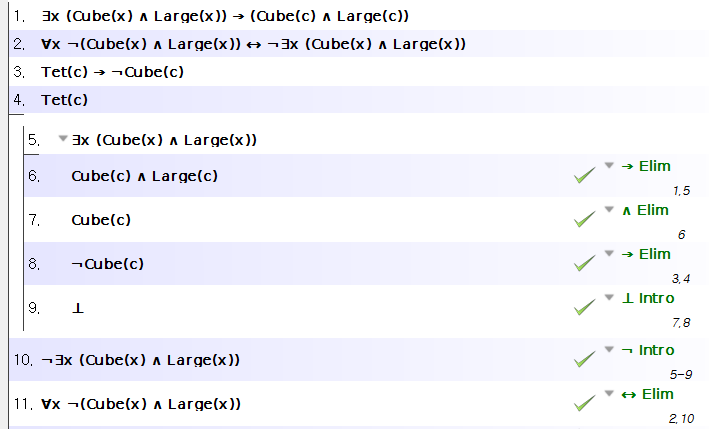 1. ∃x (Cube(x) ∧ Large(x)) → (Cube(c) ∧ Large(c))
2. ∀x ¬(Cube(x) ∧ Large(x)) ↔ ¬∃x (Cube(x) ∧ Large(x))
3. Tet(c) → ¬Cube(c)
4. Tet(c)
5. ∃x (Cube(x) ∧ Large(x))
6. Cube(c) ∧ Large(c) → Elim
1,5
7. Cube(c) ∧ Elim
6
8. ¬Cube(c) → Elim
3,4
9. ⊥ ⊥ Intro
7,8
10. ¬∃x (Cube(x) ∧ Large(x)) ¬ Intro
5-9
11. ∀x ¬(Cube(x) ∧ Large(x)) ↔ Elim
2,10